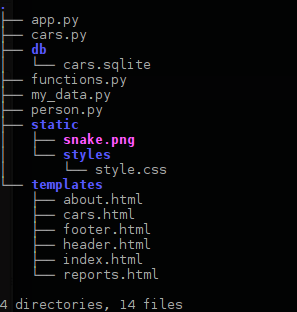 .
├── app.py
├── cars.py
├── db
│   └── cars.sqlite
├── functions.py
├── my_data.py
├── person.py
├── static
│   ├── snake.png
│   └── styles
│       └── style.css
└── templates
    ├── about.html
    ├── cars.html
    ├── footer.html
    ├── header.html
    ├── index.html
    └── reports.html

4 directories, 14 files